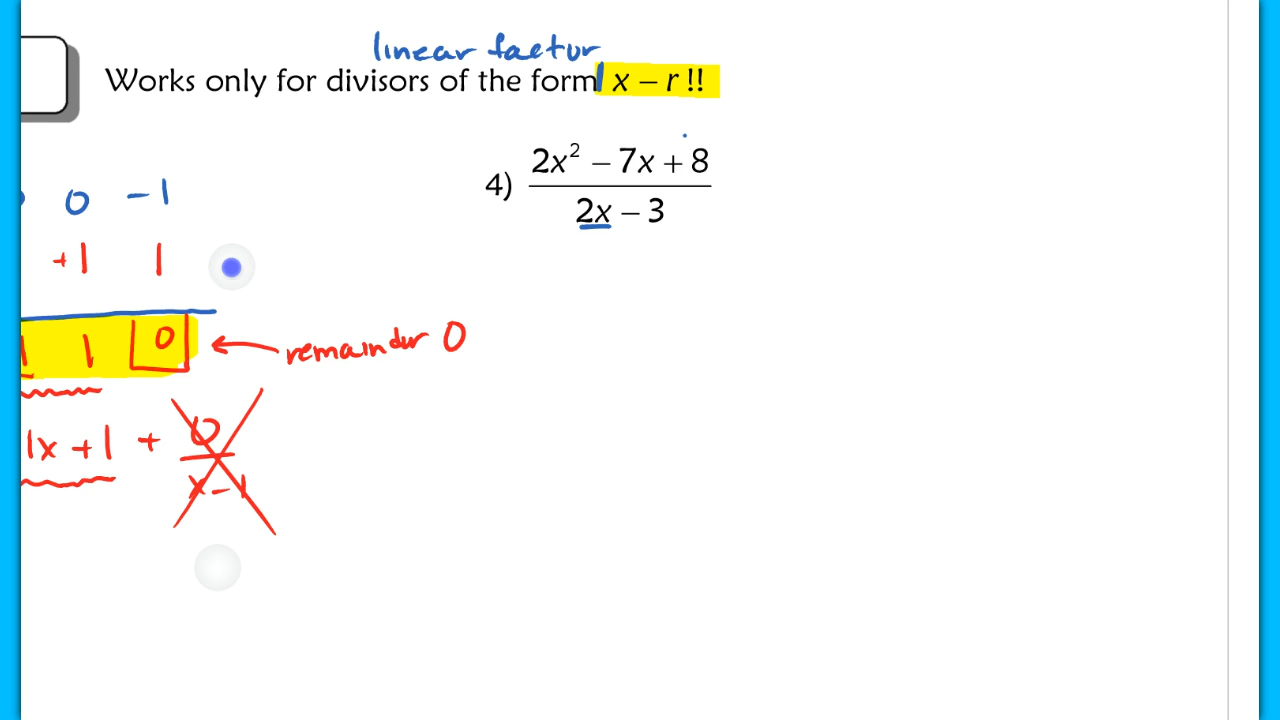 linear factor
Works only for divisors of the form x – r !!
4) 2x² – 7x + 8
2x – 3
0 -1
+1 1
1 1 0 ← remainder 0
1x + 1 + 0
x - 1